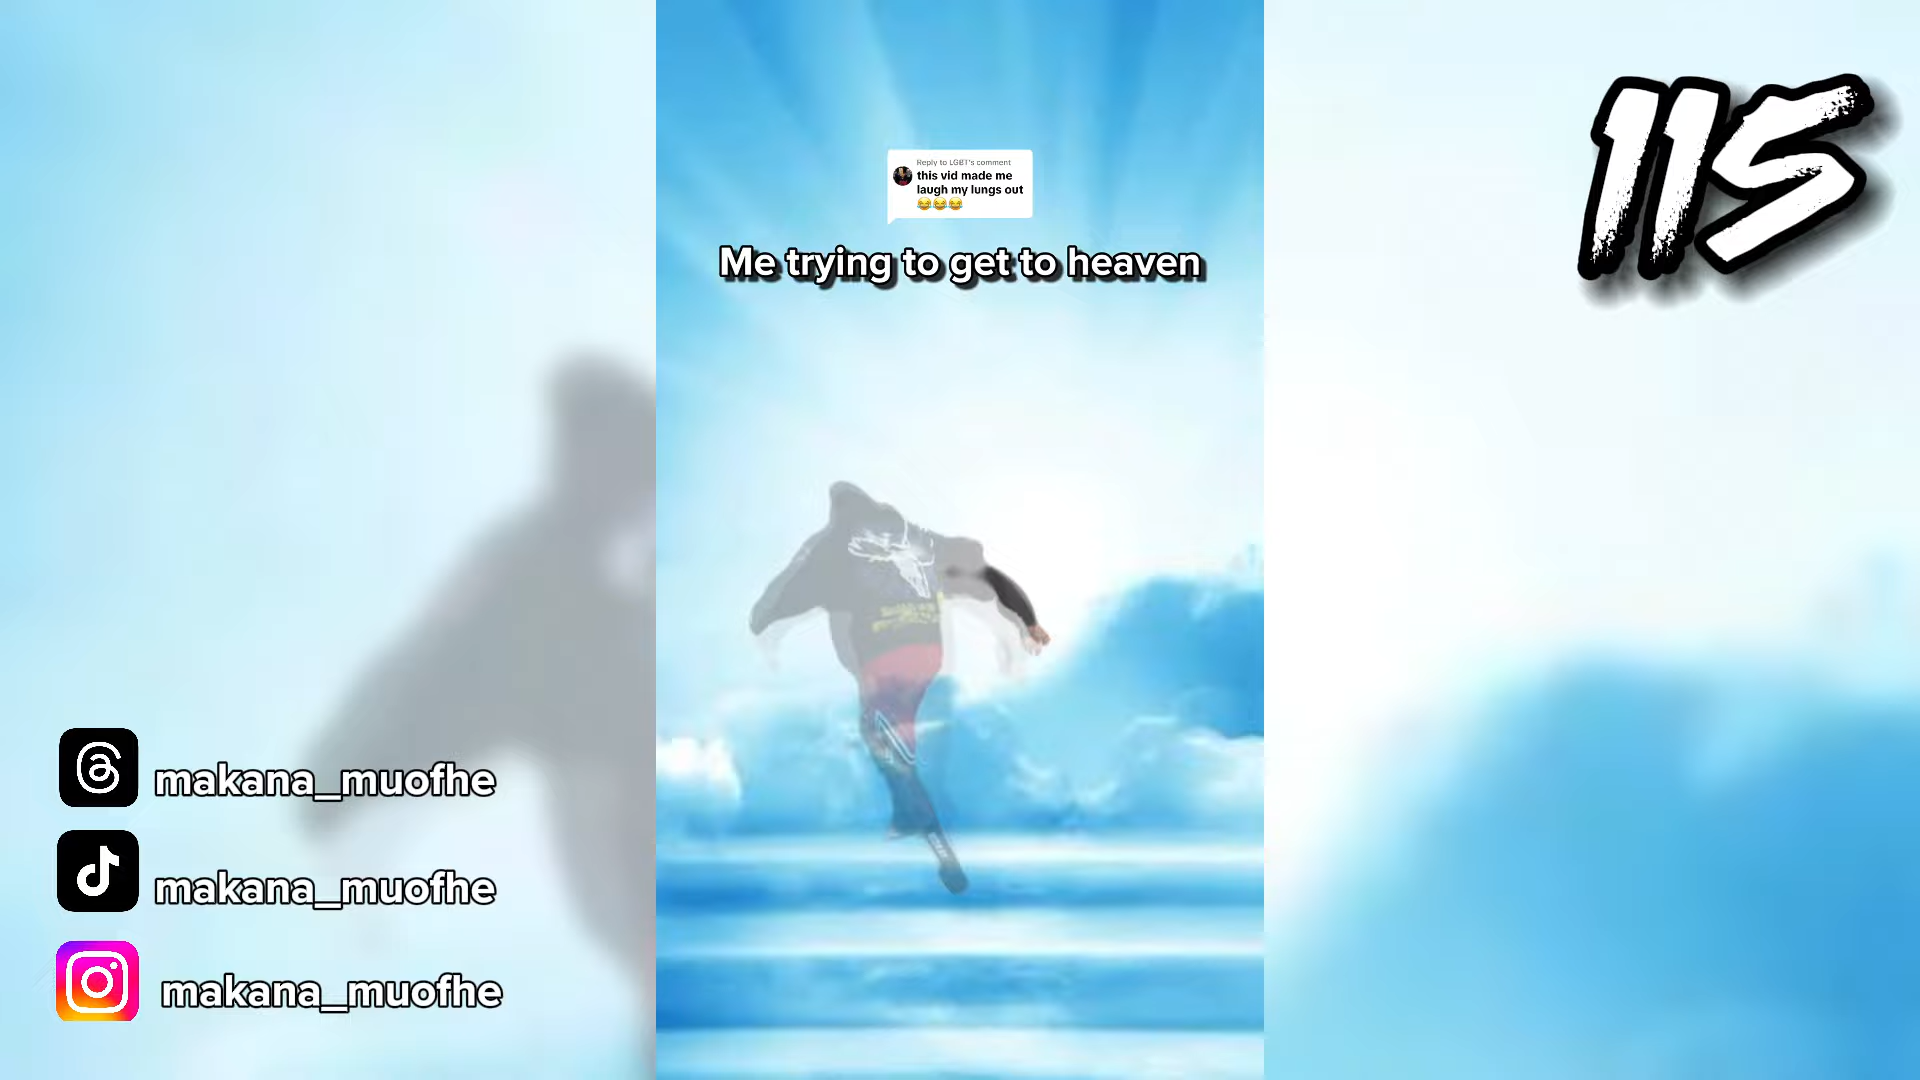 115
Reply to LGBT's comment
this vid made me
laugh my lungs out
😂😂😂
Me trying to get to heaven
makana_muofhe
makana_muofhe
makana_muofhe